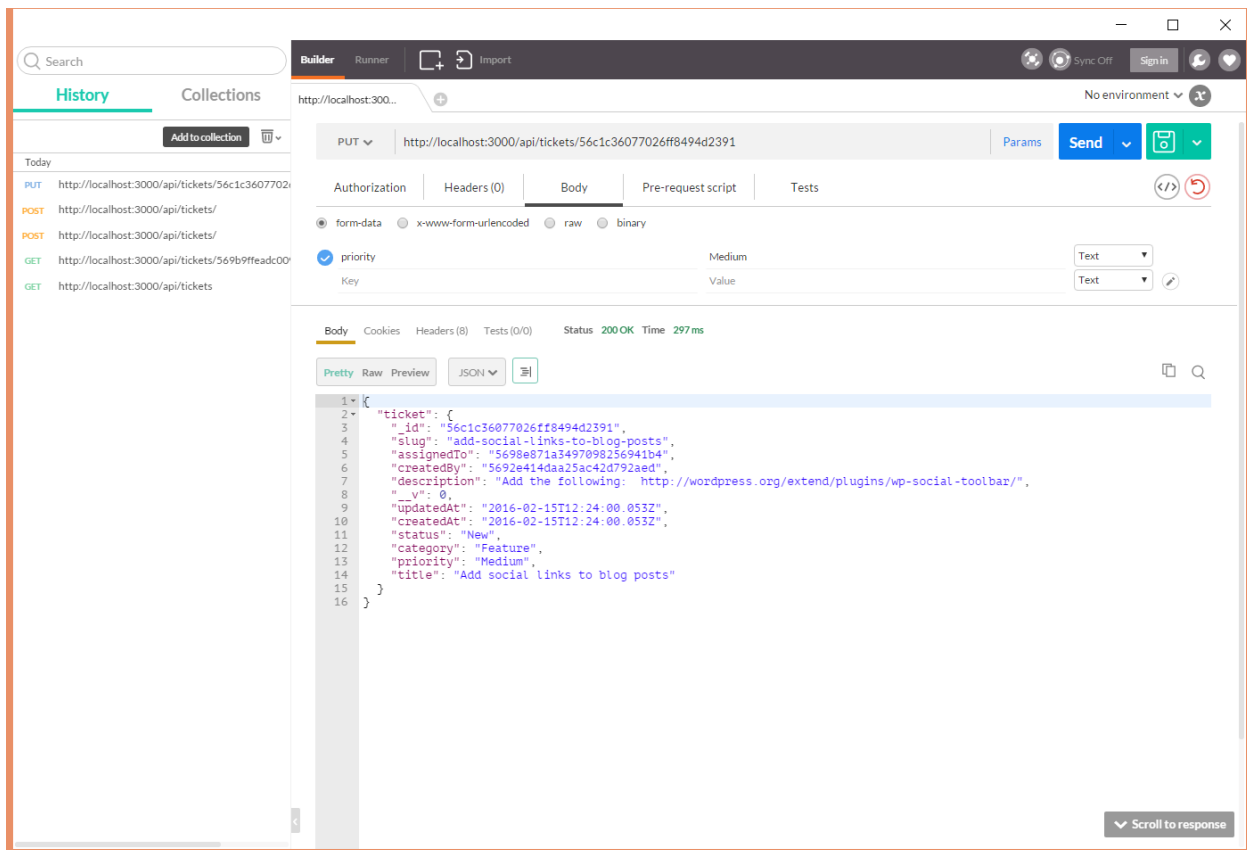 Search
Builder Runner Import Sync Off Sign in
History Collections
http://localhost:300... No environment
Add to collection
PUT http://localhost:3000/api/tickets/56c1c36077026ff8494d2391 Params Send
Today
PUT http://localhost:3000/api/tickets/56c1c3607702
POST http://localhost:3000/api/tickets/
POST http://localhost:3000/api/tickets/
GET http://localhost:3000/api/tickets/569b9ffeadc00
GET http://localhost:3000/api/tickets
Authorization Headers (0) Body Pre-request script Tests
form-data x-www-form-urlencoded raw binary
priority Medium Text
Key Value Text
Body Cookies Headers (8) Tests (0/0) Status 200 OK Time 297 ms
Pretty Raw Preview JSON
1 {
2 "ticket": {
3 "_id": "56c1c36077026ff8494d2391",
4 "slug": "add-social-links-to-blog-posts",
5 "assignedTo": "5698e871a3497098256941b4",
6 "createdBy": "5692e414daa25ac42d792aed",
7 "description": "Add the following:  http://wordpress.org/extend/plugins/wp-social-toolbar/",
8 "__v": 0,
9 "updatedAt": "2016-02-15T12:24:00.053Z",
10 "createdAt": "2016-02-15T12:24:00.053Z",
11 "status": "New",
12 "category": "Feature",
13 "priority": "Medium",
14 "title": "Add social links to blog posts"
15 }
16 }
Scroll to response